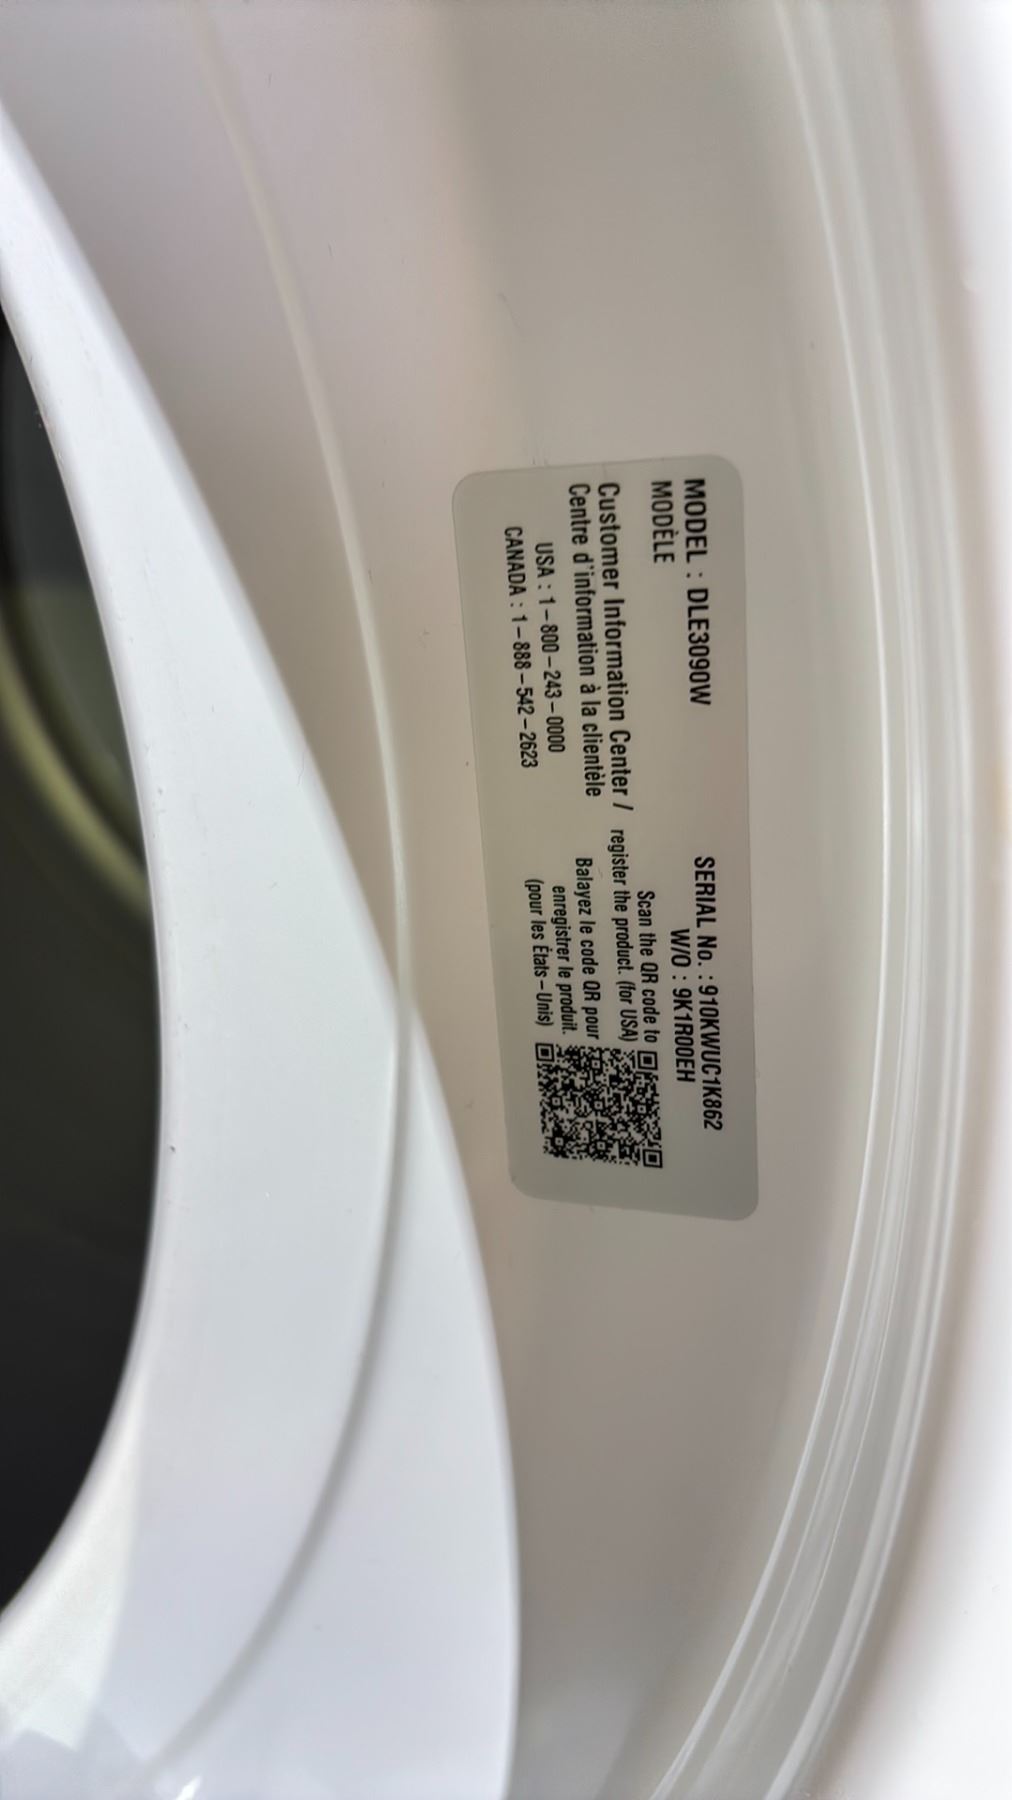 MODEL : DLE3090W
MODÈLE
SERIAL No. : 910KWUC1K862
W/O : 9K1R00EH
Customer Information Center /
Centre d'information à la clientèle
USA : 1-800-243-0000
CANADA : 1-888-542-2623
Scan the QR code to
register the product. (for USA)
Balayez le code QR pour
enregistrer le produit.
(pour les États-Unis)